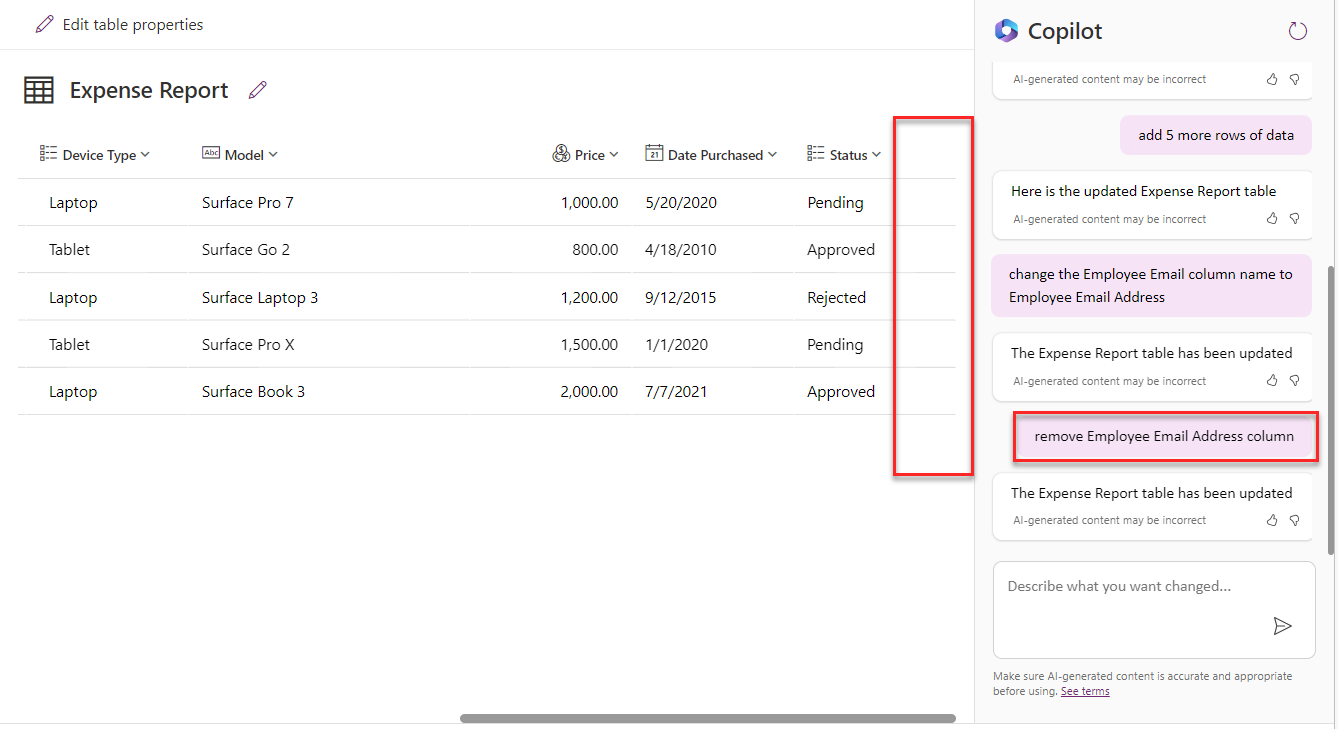 Edit table properties
Expense Report
Device Type Abc Model Price 21 Date Purchased Status
Laptop Surface Pro 7 1,000.00 5/20/2020 Pending
Tablet Surface Go 2 800.00 4/18/2010 Approved
Laptop Surface Laptop 3 1,200.00 9/12/2015 Rejected
Tablet Surface Pro X 1,500.00 1/1/2020 Pending
Laptop Surface Book 3 2,000.00 7/7/2021 Approved
Copilot
AI-generated content may be incorrect
add 5 more rows of data
Here is the updated Expense Report table
AI-generated content may be incorrect
change the Employee Email column name to
Employee Email Address
The Expense Report table has been updated
AI-generated content may be incorrect
remove Employee Email Address column
The Expense Report table has been updated
AI-generated content may be incorrect
Describe what you want changed...
Make sure AI-generated content is accurate and appropriate
before using. See terms